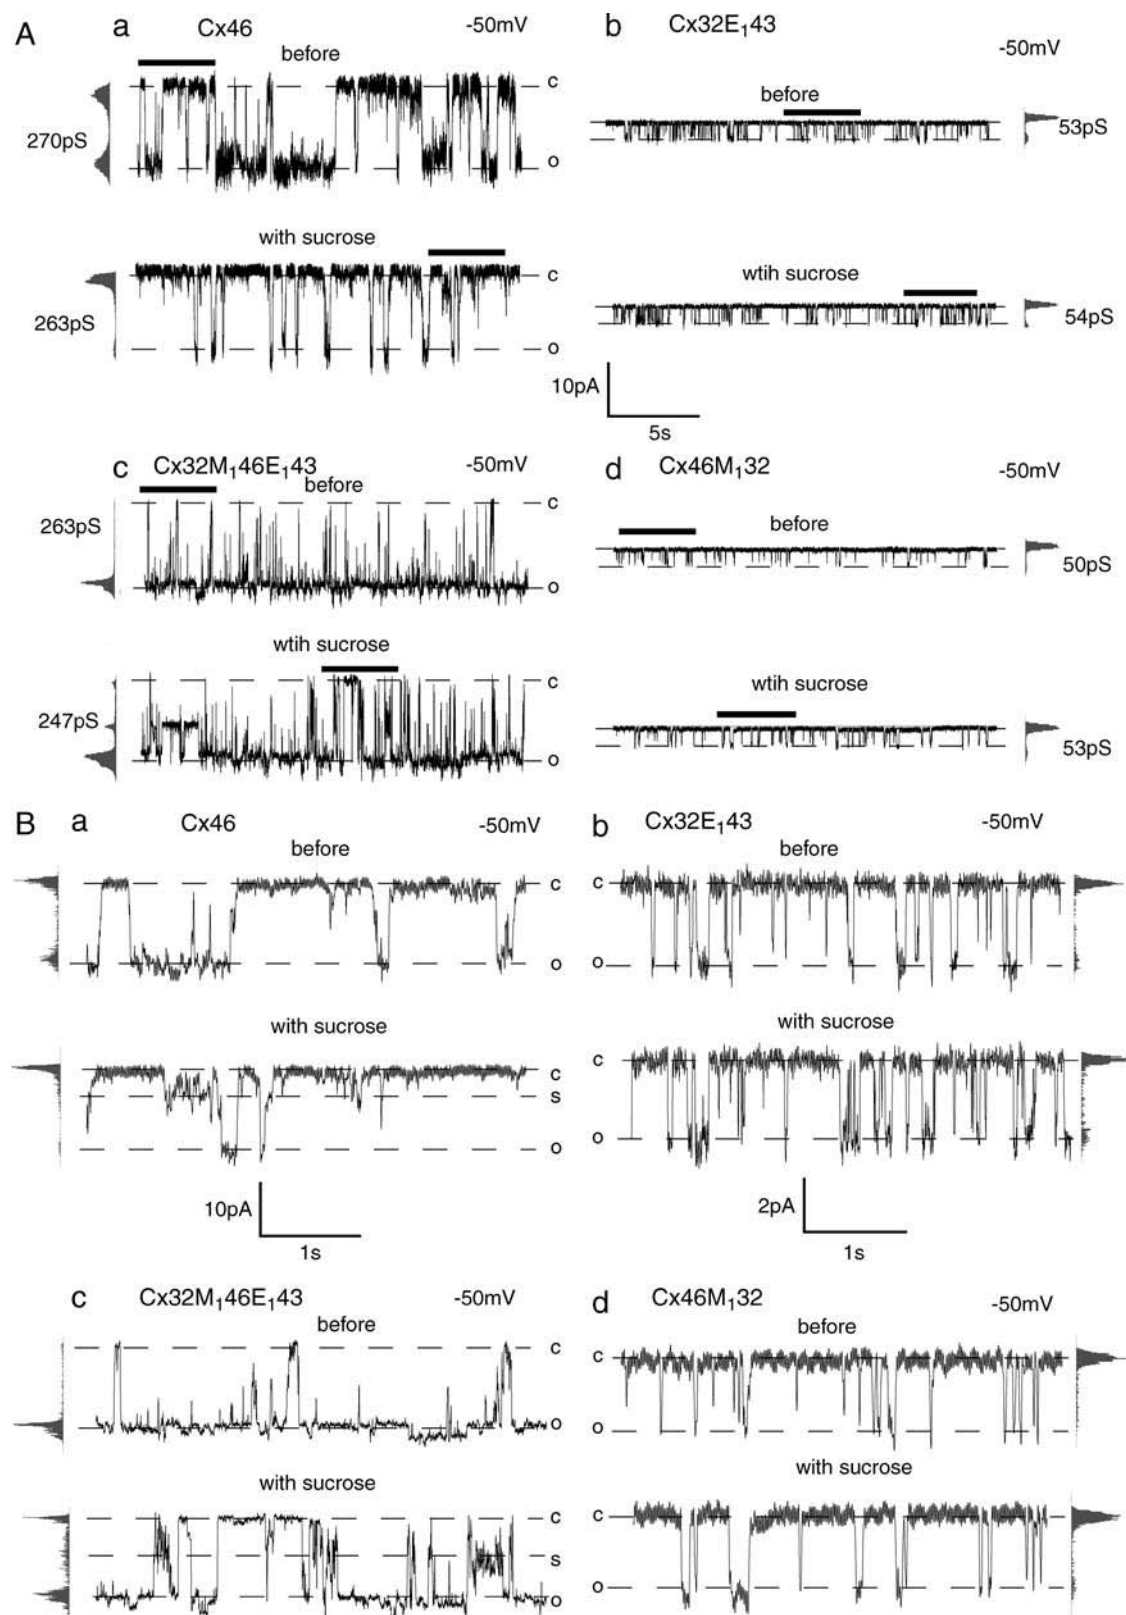 A
a
Cx46
-50mV
before
c
270pS
o
with sucrose
c
263pS
o
b
Cx32E143
-50mV
before
53pS
wtih sucrose
54pS
10pA
5s
c
Cx32M146E143
-50mV
before
c
263pS
o
wtih sucrose
c
247pS
o
d
Cx46M132
-50mV
before
50pS
wtih sucrose
53pS
B
a
Cx46
-50mV
before
c
o
with sucrose
c
s
o
10pA
1s
b
Cx32E143
-50mV
before
c
o
with sucrose
c
o
2pA
1s
c
Cx32M146E143
-50mV
before
c
o
with sucrose
c
s
o
d
Cx46M132
-50mV
before
c
o
with sucrose
c
o